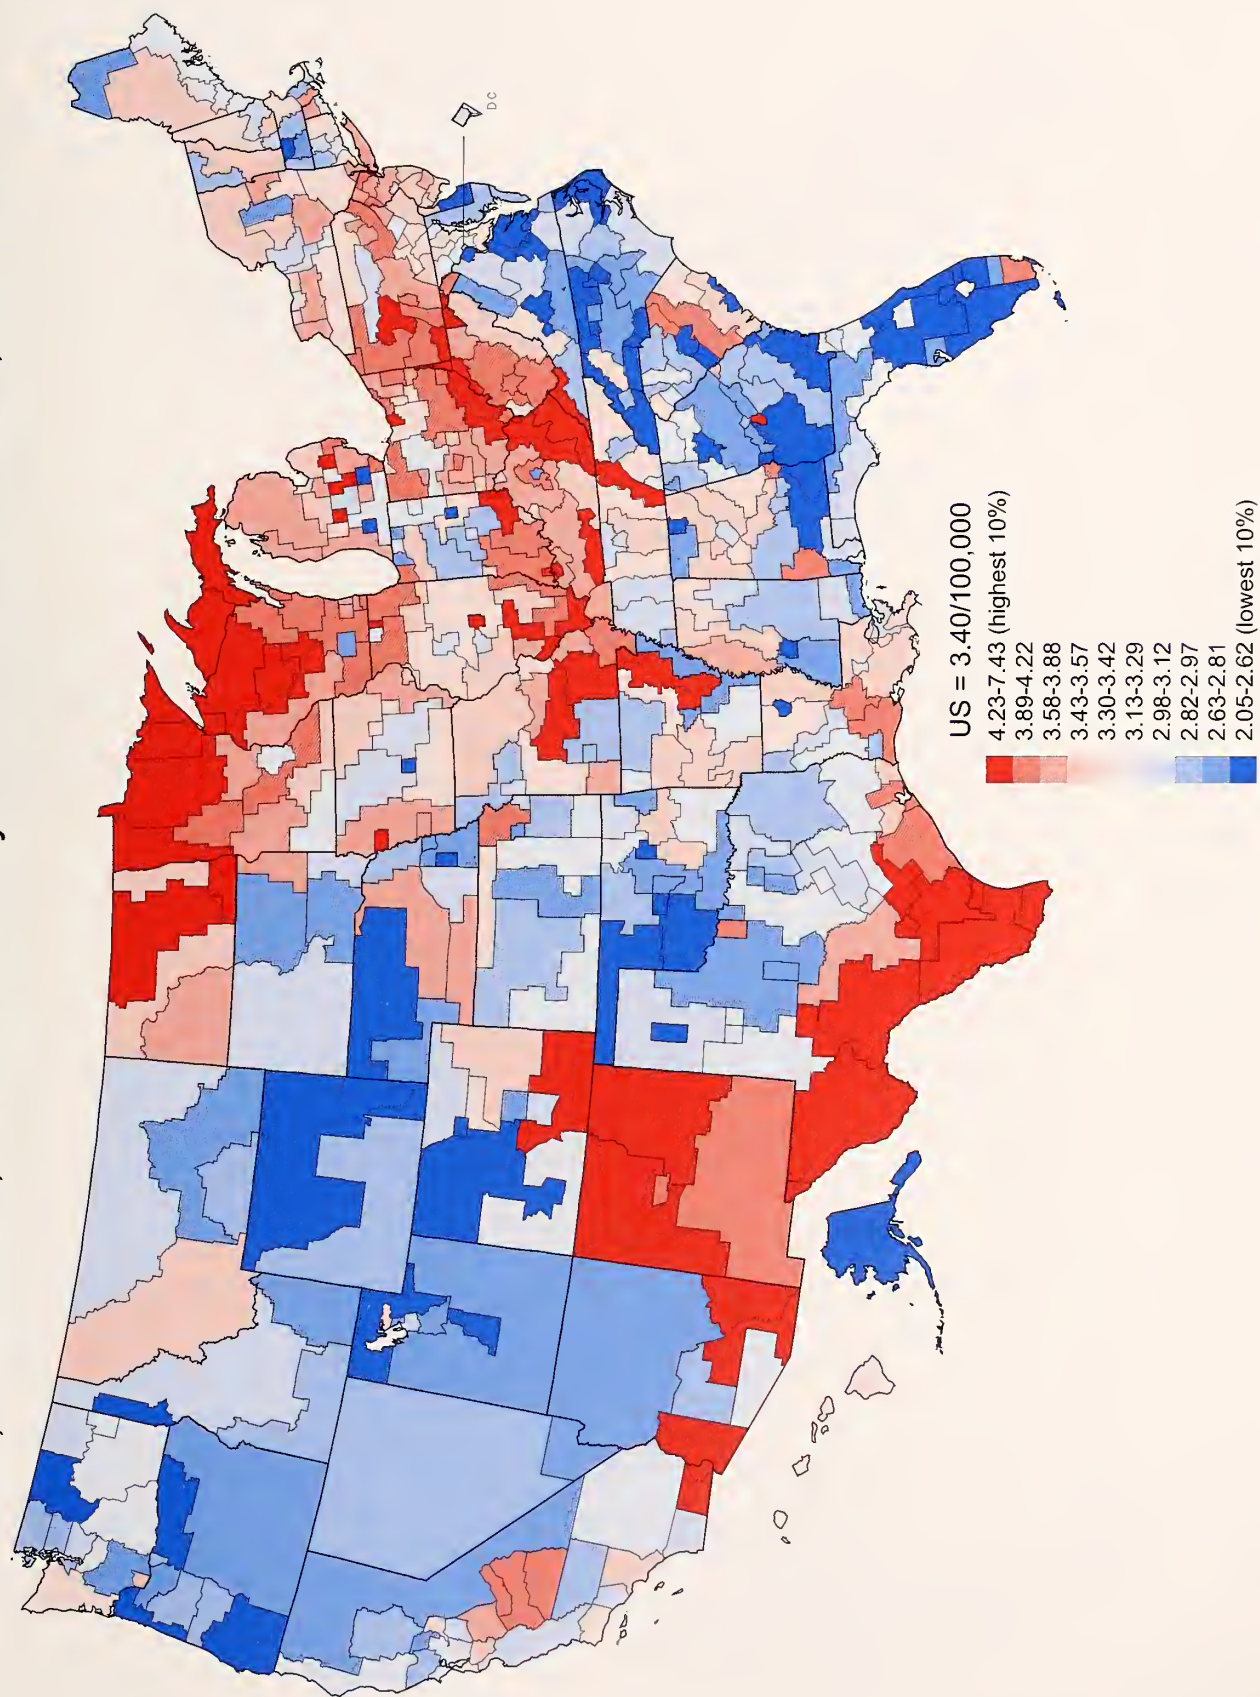 DC
US = 3.40/100,000
4.23-7.43 (highest 10%)
3.89-4.22
3.58-3.88
3.43-3.57
3.30-3.42
3.13-3.29
2.98-3.12
2.82-2.97
2.63-2.81
2.05-2.62 (lowest 10%)